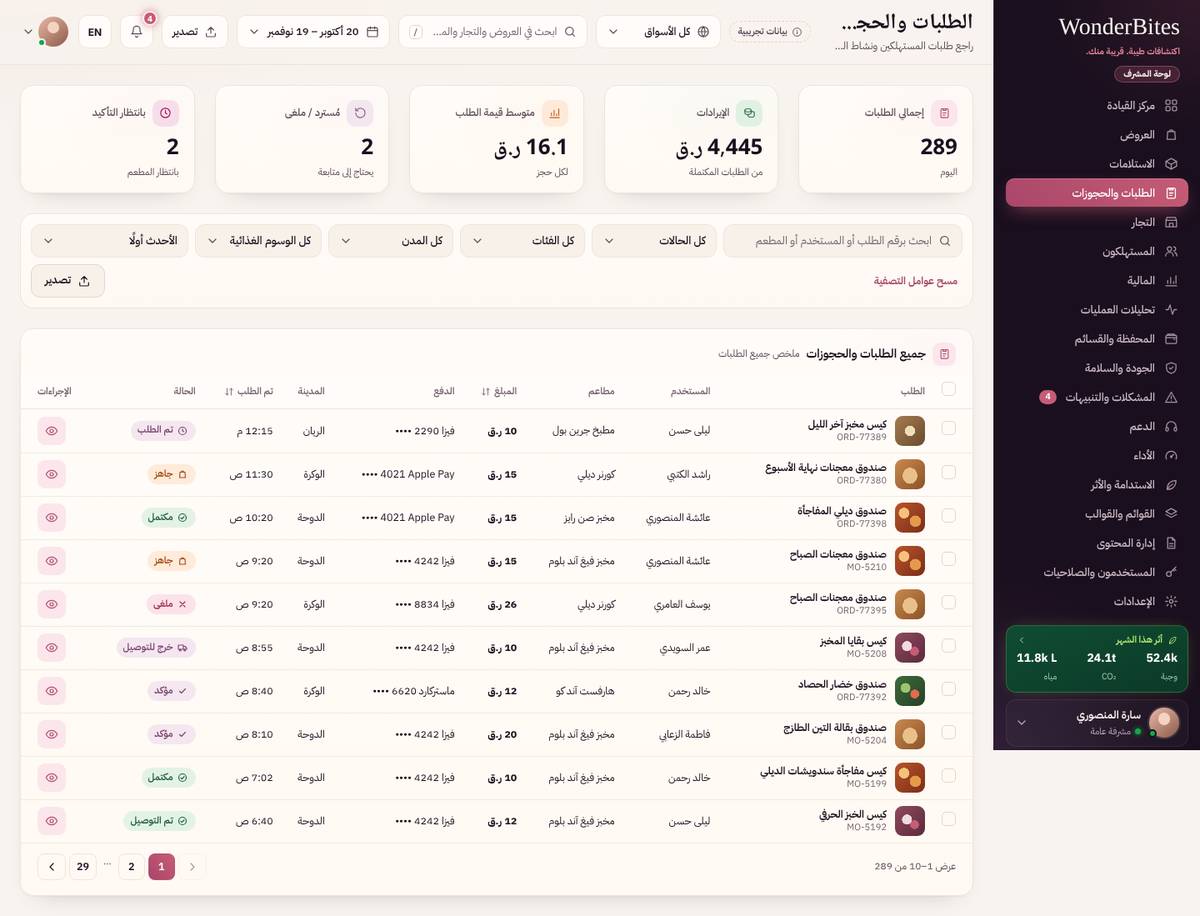 WonderBites
اكتشافات طيبة. قريبة منك.
لوحة المشرف
مركز القيادة
العروض
الاستلامات
الطلبات والحجوزات
التجار
المستهلكون
المالية
تحليلات العمليات
المحفظة والقسائم
الجودة والسلامة
المشكلات والتنبيهات 4
الدعم
الأداء
الاستدامة والأثر
القوائم والقوالب
إدارة المحتوى
المستخدمون والصلاحيات
الإعدادات
أثر هذا الشهر
52.4k 24.1t 11.8k L
وجبة CO₂ مياه
سارة المنصوري
مشرفة عامة
الطلبات والحجـ...
راجع طلبات المستهلكين ونشاط الـ...
بيانات تجريبية
كل الأسواق
ابحث في العروض والتجار والمـ... /
20 أكتوبر – 19 نوفمبر
تصدير
4
EN
إجمالي الطلبات
289
اليوم
الإيرادات
4,445 ر.ق
من الطلبات المكتملة
متوسط قيمة الطلب
16.1 ر.ق
لكل حجز
مُسترد / ملغى
2
يحتاج إلى متابعة
بانتظار التأكيد
2
بانتظار المطعم
ابحث برقم الطلب أو المستخدم أو المطعم
كل الحالات
كل الفئات
كل المدن
كل الوسوم الغذائية
الأحدث أولًا
مسح عوامل التصفية
تصدير
جميع الطلبات والحجوزات ملخص جميع الطلبات
الطلب المستخدم مطاعم المبلغ الدفع المدينة تم الطلب الحالة الإجراءات
كيس مخبز آخر الليل ليلى حسن مطبخ جرين بول 10 ر.ق فيزا 2290 •••• الريان 12:15 م تم الطلب
ORD-77389
صندوق معجنات نهاية الأسبوع راشد الكتبي كورنر ديلي 15 ر.ق Apple Pay 4021 •••• الوكرة 11:30 ص جاهز
ORD-77380
صندوق ديلي المفاجأة عائشة المنصوري مخبز صن رايز 15 ر.ق Apple Pay 4021 •••• الدوحة 10:20 ص مكتمل
ORD-77398
صندوق معجنات الصباح عائشة المنصوري مخبز فيغ آند بلوم 15 ر.ق فيزا 4242 •••• الدوحة 9:20 ص جاهز
MO-5210
صندوق معجنات الصباح يوسف العامري كورنر ديلي 26 ر.ق فيزا 8834 •••• الوكرة 9:20 ص ملغى
ORD-77395
كيس بقايا المخبز عمر السويدي مخبز فيغ آند بلوم 10 ر.ق فيزا 4242 •••• الدوحة 8:55 ص خرج للتوصيل
MO-5208
صندوق خضار الحصاد خالد رحمن هارفست آند كو 12 ر.ق ماستركارد 6620 •••• الوكرة 8:40 ص مؤكد
ORD-77392
صندوق بقالة التين الطازج فاطمة الزعابي مخبز فيغ آند بلوم 20 ر.ق فيزا 4242 •••• الدوحة 8:10 ص مؤكد
MO-5204
كيس مفاجأة سندويشات الديلي خالد رحمن مخبز فيغ آند بلوم 10 ر.ق فيزا 4242 •••• الدوحة 7:02 ص مكتمل
MO-5199
كيس الخبز الحرفي ليلى حسن مخبز فيغ آند بلوم 12 ر.ق فيزا 4242 •••• الدوحة 6:40 ص تم التوصيل
MO-5192
عرض 1–10 من 289
1 2 ... 29